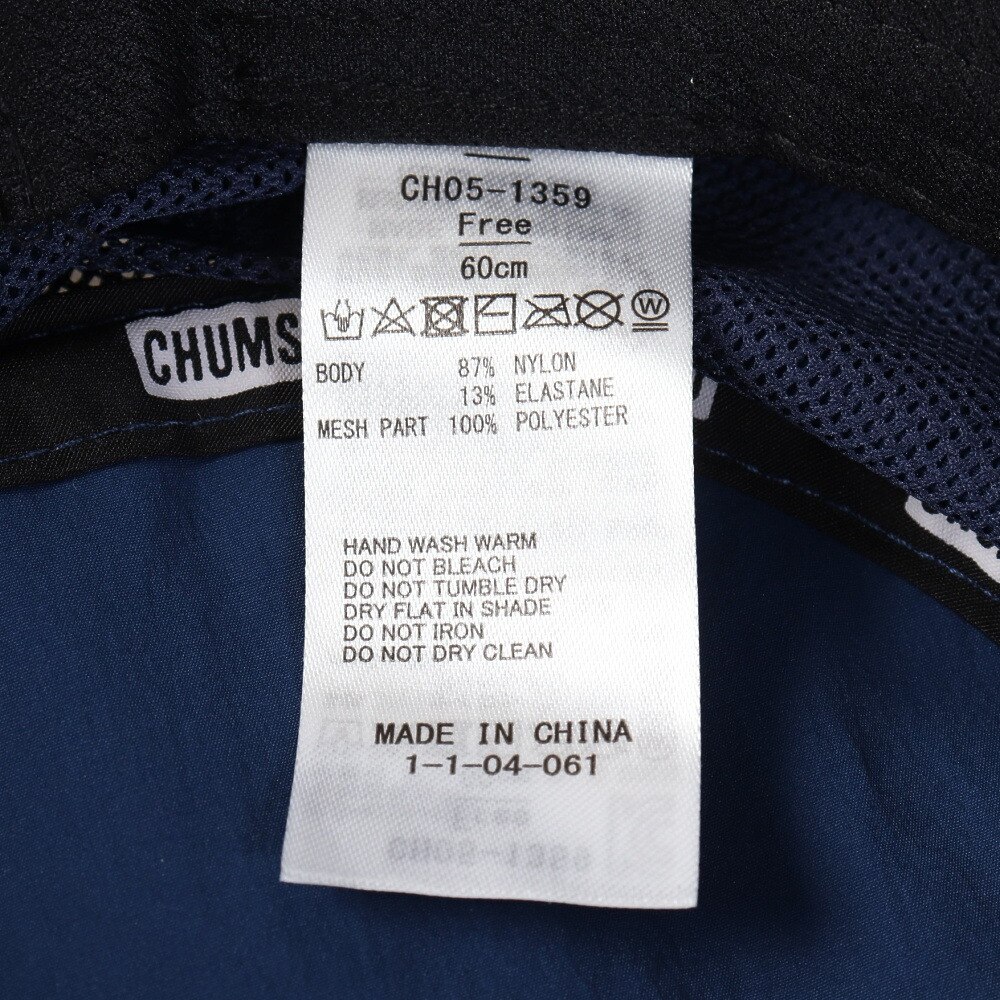 CH05-1359
Free
60cm
W
CHUMS
BODY 87% NYLON
13% ELASTANE
MESH PART 100% POLYESTER
HAND WASH WARM
DO NOT BLEACH
DO NOT TUMBLE DRY
DRY FLAT IN SHADE
DO NOT IRON
DO NOT DRY CLEAN
MADE IN CHINA
1-1-04-061